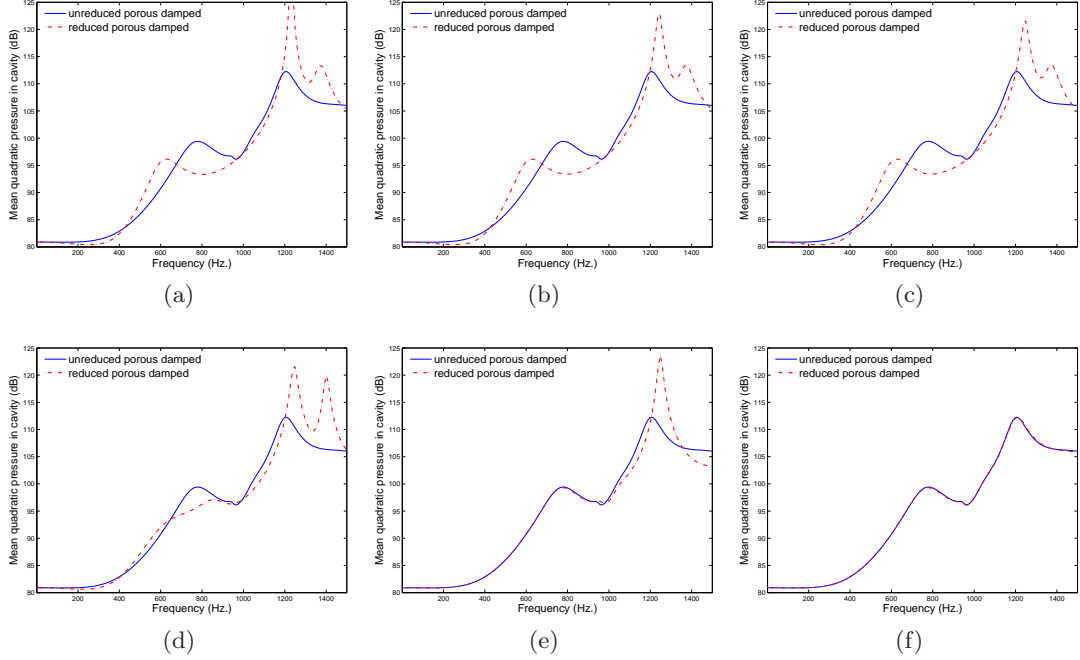 unreduced porous damped
reduced porous damped
Mean quadratic pressure in cavity (dB)
125
120
115
110
105
100
95
90
85
80
200 400 600 800 1000 1200 1400
Frequency (Hz.)
(a)
unreduced porous damped
reduced porous damped
Mean quadratic pressure in cavity (dB)
125
120
115
110
105
100
95
90
85
80
200 400 600 800 1000 1200 1400
Frequency (Hz.)
(b)
unreduced porous damped
reduced porous damped
Mean quadratic pressure in cavity (dB)
125
120
115
110
105
100
95
90
85
80
200 400 600 800 1000 1200 1400
Frequency (Hz.)
(c)
unreduced porous damped
reduced porous damped
Mean quadratic pressure in cavity (dB)
125
120
115
110
105
100
95
90
85
80
200 400 600 800 1000 1200 1400
Frequency (Hz.)
(d)
unreduced porous damped
reduced porous damped
Mean quadratic pressure in cavity (dB)
125
120
115
110
105
100
95
90
85
80
200 400 600 800 1000 1200 1400
Frequency (Hz.)
(e)
unreduced porous damped
reduced porous damped
Mean quadratic pressure in cavity (dB)
125
120
115
110
105
100
95
90
85
80
200 400 600 800 1000 1200 1400
Frequency (Hz.)
(f)